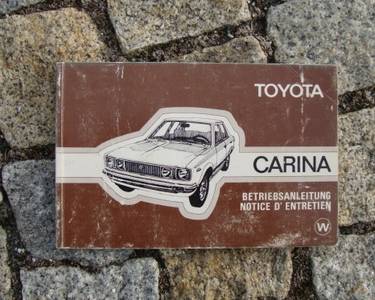 TOYOTA
CARINA
BETRIEBSANLEITUNG
NOTICE D' ENTRETIEN
W